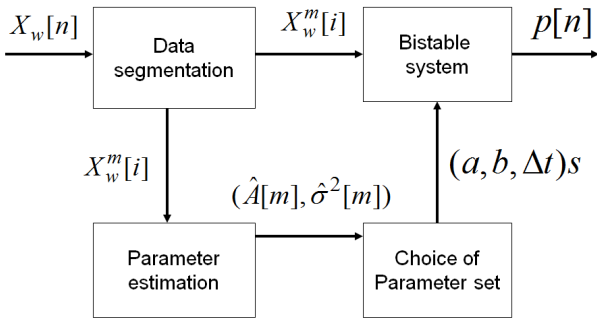 X_w[n]
Data
segmentation
X_w^m[i]
Bistable
system
p[n]
X_w^m[i]
(Â[m], σ̂²[m])
(a, b, Δt)s
Parameter
estimation
Choice of
Parameter set